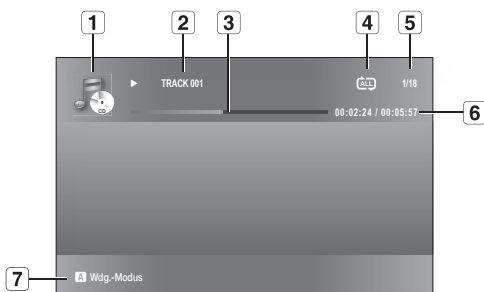 1 2 3 4 5
TRACK 001 ALL 1/18
CD
00:02:24 / 00:05:57 6
7 A Wdg.-Modus